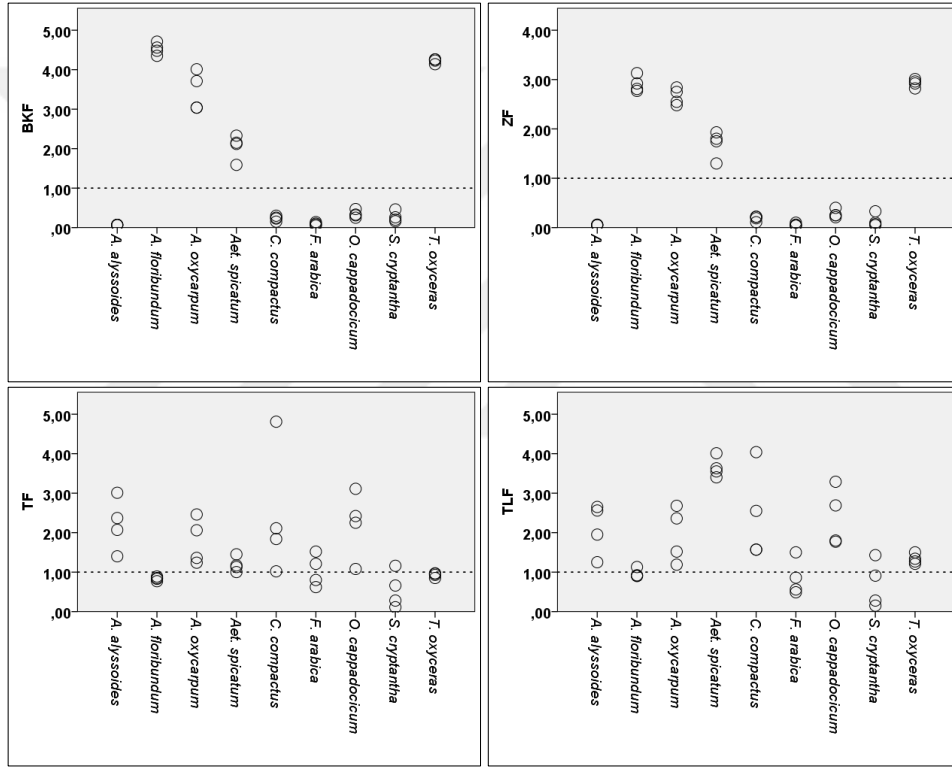 BKF
5,00
4,00
3,00
2,00
1,00
,00
A. alyssoides
A. floribundum
A. oxycarpum
Aet. spicatum
C. compactus
F. arabica
O. cappadocicum
S. cryptantha
T. oxyceras
ZF
4,00
3,00
2,00
1,00
,00
A. alyssoides
A. floribundum
A. oxycarpum
Aet. spicatum
C. compactus
F. arabica
O. cappadocicum
S. cryptantha
T. oxyceras
TF
5,00
4,00
3,00
2,00
1,00
,00
A. alyssoides
A. floribundum
A. oxycarpum
Aet. spicatum
C. compactus
F. arabica
O. cappadocicum
S. cryptantha
T. oxyceras
TLF
5,00
4,00
3,00
2,00
1,00
,00
A. alyssoides
A. floribundum
A. oxycarpum
Aet. spicatum
C. compactus
F. arabica
O. cappadocicum
S. cryptantha
T. oxyceras